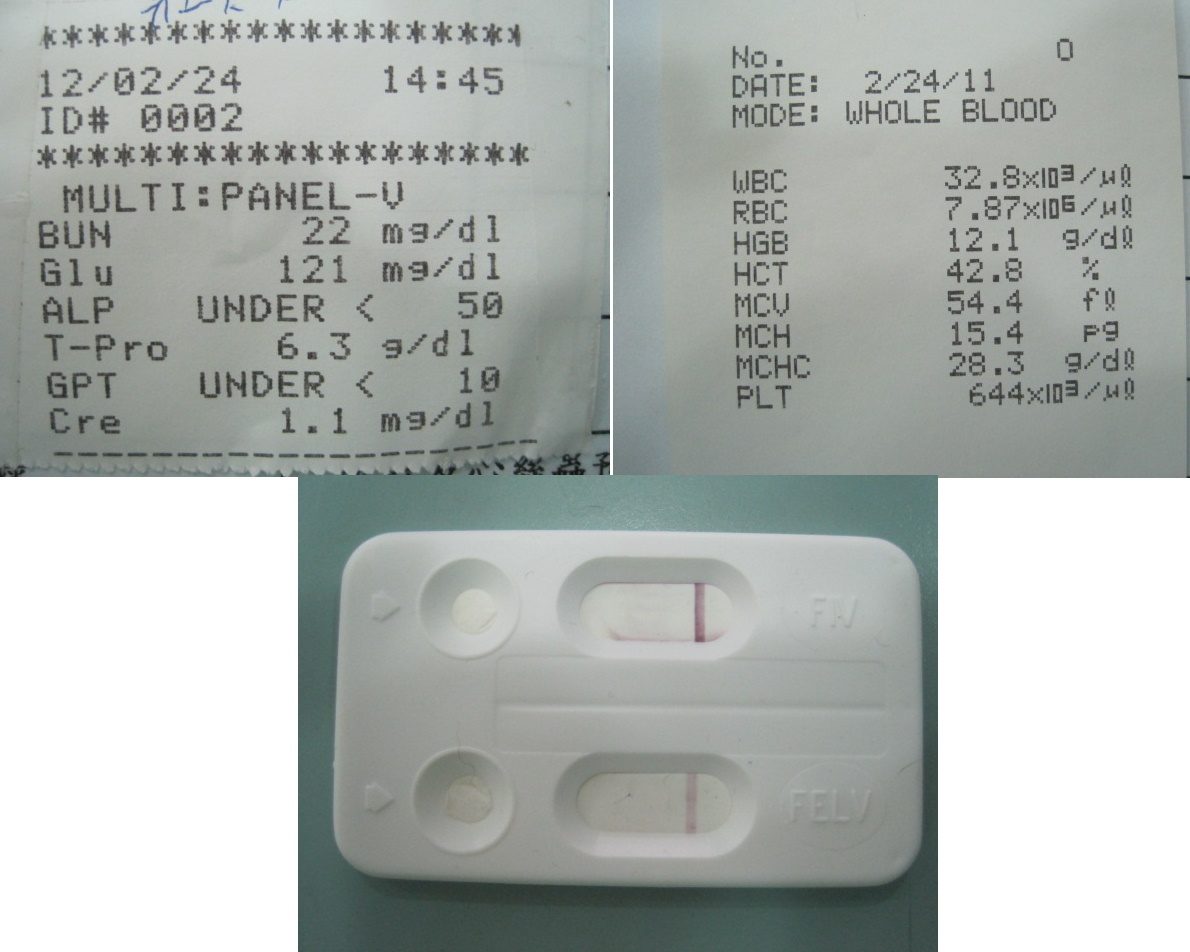 ******************
12/02/24 14:45
ID# 0002
*******************
MULTI:PANEL-V
BUN 22 mg/dl
Glu 121 mg/dl
ALP UNDER < 50
T-Pro 6.3 g/dl
GPT UNDER < 10
Cre 1.1 mg/dl
No. 0
DATE: 2/24/11
MODE: WHOLE BLOOD
WBC 32.8x10³/µl
RBC 7.87x10⁶/µl
HGB 12.1 g/dl
HCT 42.8 %
MCV 54.4 fl
MCH 15.4 pg
MCHC 28.3 g/dl
PLT 644x10³/µl
FIV
FELV